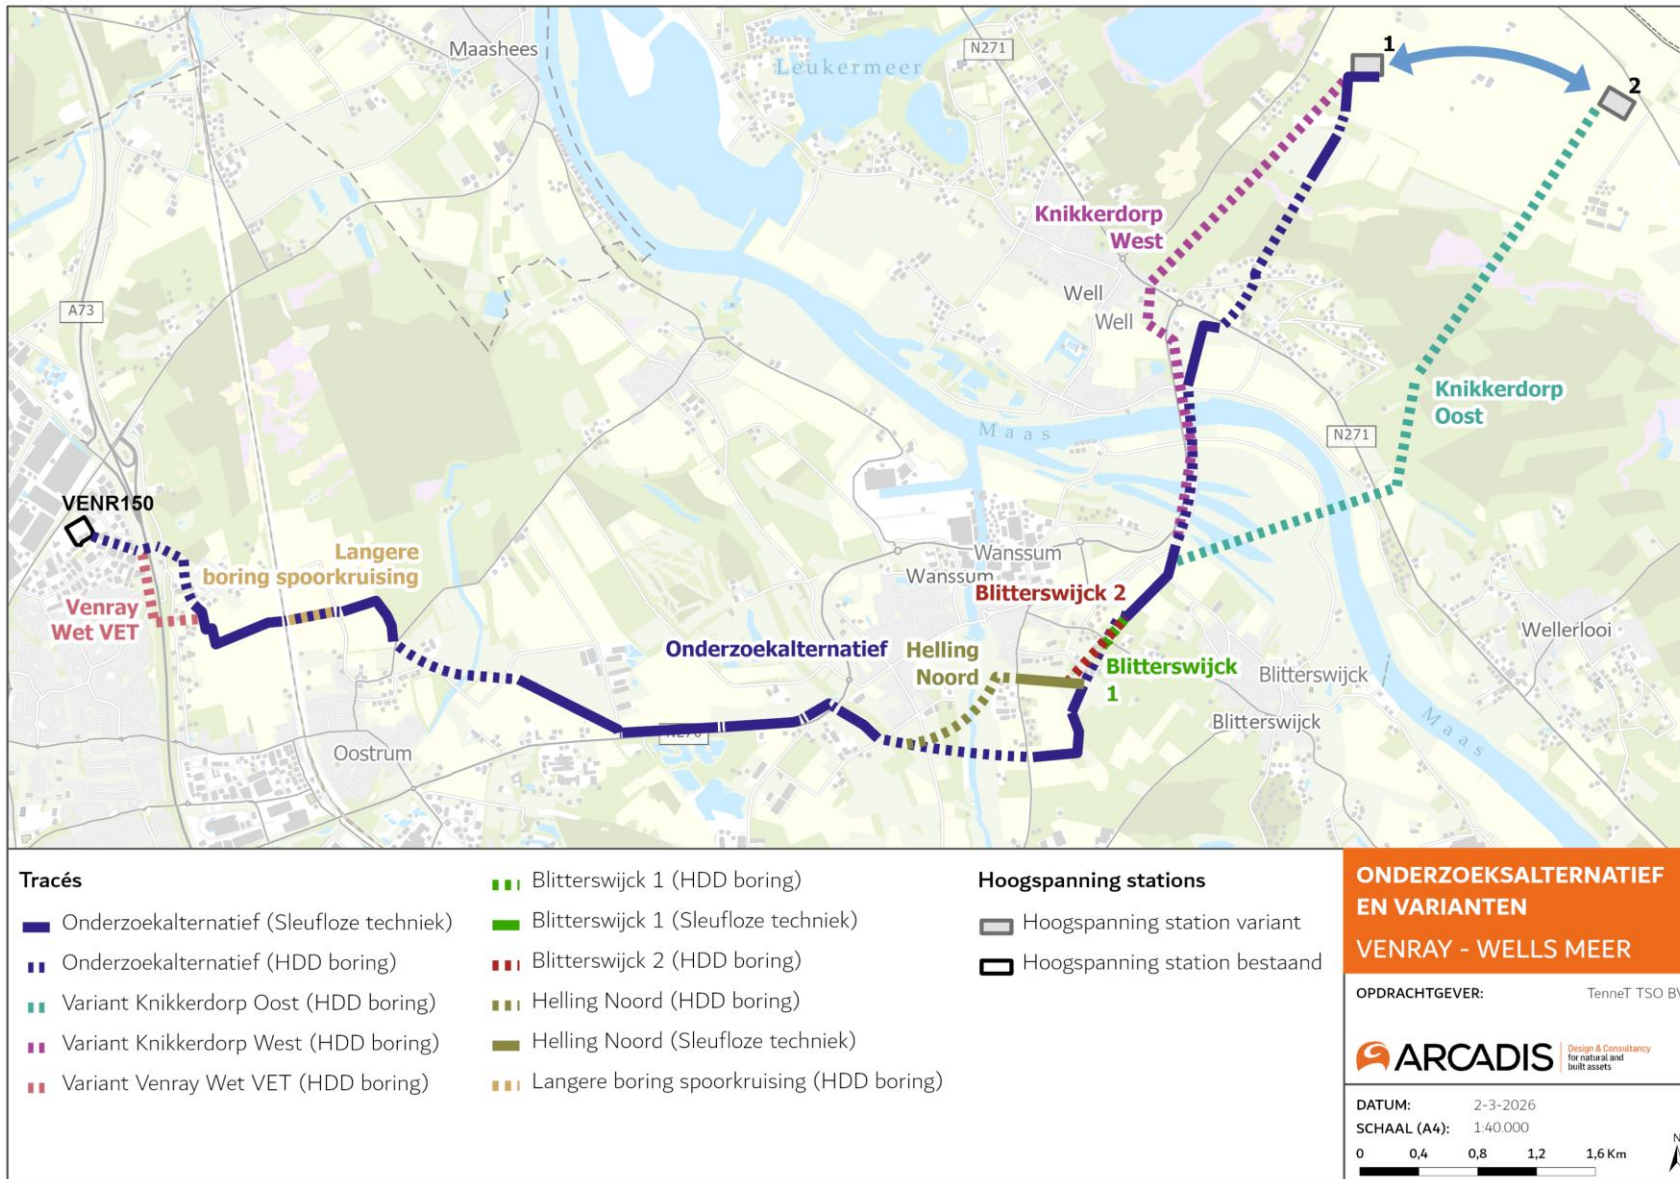 Maashees
N271
Leukermeer
1
2
Knikkerdorp
West
A73
Well
Well
Knikkerdorp
Oost
Maas
N271
VENR150
Langere
boring spoorkruising
Wanssum
Wanssum
Blitterswijck 2
Venray
Wet VET
Onderzoekalternatief
Helling
Noord
Blitterswijck
1
Wellerlooi
Blitterswijck
Blitterswijck
Maas
N270
Oostrum
Tracés
Onderzoekalternatief (Sleufloze techniek)
Onderzoekalternatief (HDD boring)
Variant Knikkerdorp Oost (HDD boring)
Variant Knikkerdorp West (HDD boring)
Variant Venray Wet VET (HDD boring)
Blitterswijck 1 (HDD boring)
Blitterswijck 1 (Sleufloze techniek)
Blitterswijck 2 (HDD boring)
Helling Noord (HDD boring)
Helling Noord (Sleufloze techniek)
Langere boring spoorkruising (HDD boring)
Hoogspanning stations
Hoogspanning station variant
Hoogspanning station bestaand
ONDERZOEKSALTERNATIEF
EN VARIANTEN
VENRAY - WELLS MEER
OPDRACHTGEVER: TenneT TSO BV
ARCADIS
Design & Consultancy
for natural and
built assets
DATUM: 2-3-2026
SCHAAL (A4): 1:40.000
0 0,4 0,8 1,2 1,6 Km
N